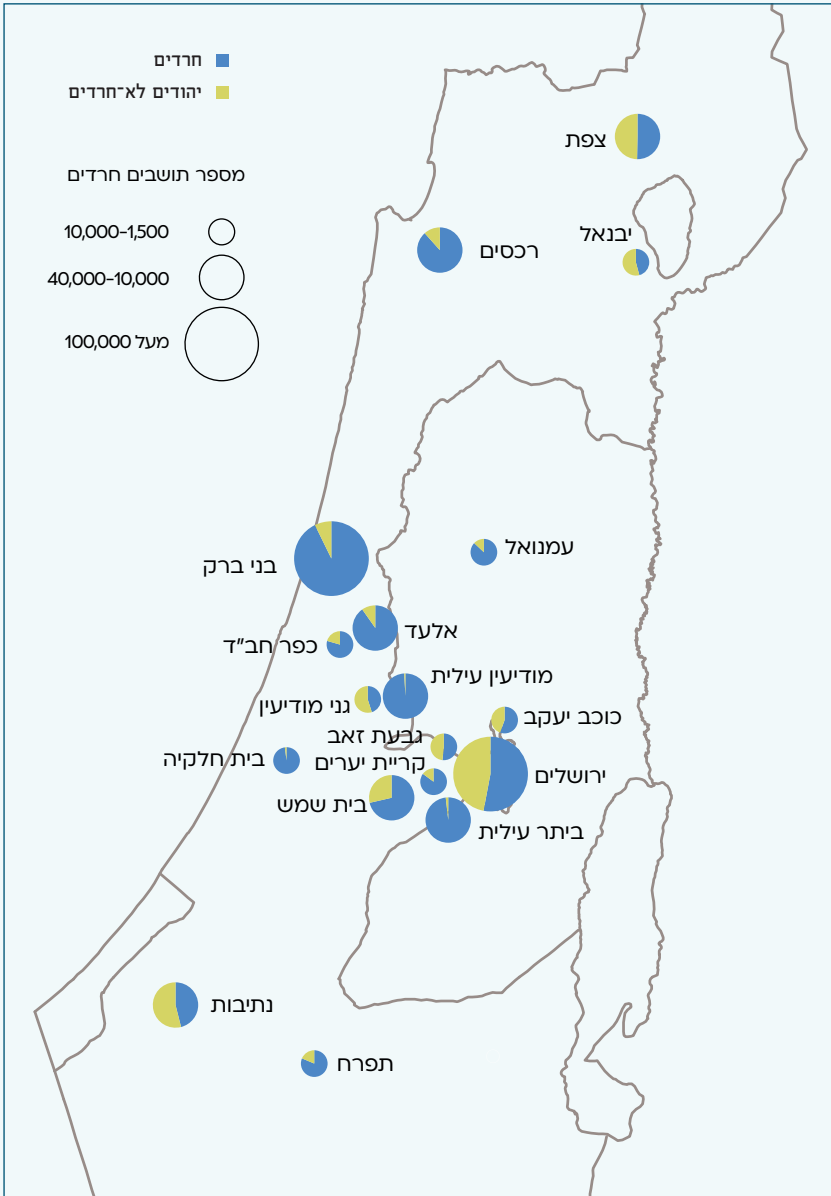 חרדים
יהודים לא־חרדים
מספר תושבים חרדים
10,000-1,500
40,000-10,000
מעל 100,000
צפת
יבנאל
רכסים
עמנואל
בני ברק
אלעד
כפר חב"ד
מודיעין עילית
גני מודיעין
כוכב יעקב
גבעת זאב
בית חלקיה
קריית יערים
ירושלים
בית שמש
ביתר עילית
נתיבות
תפרח